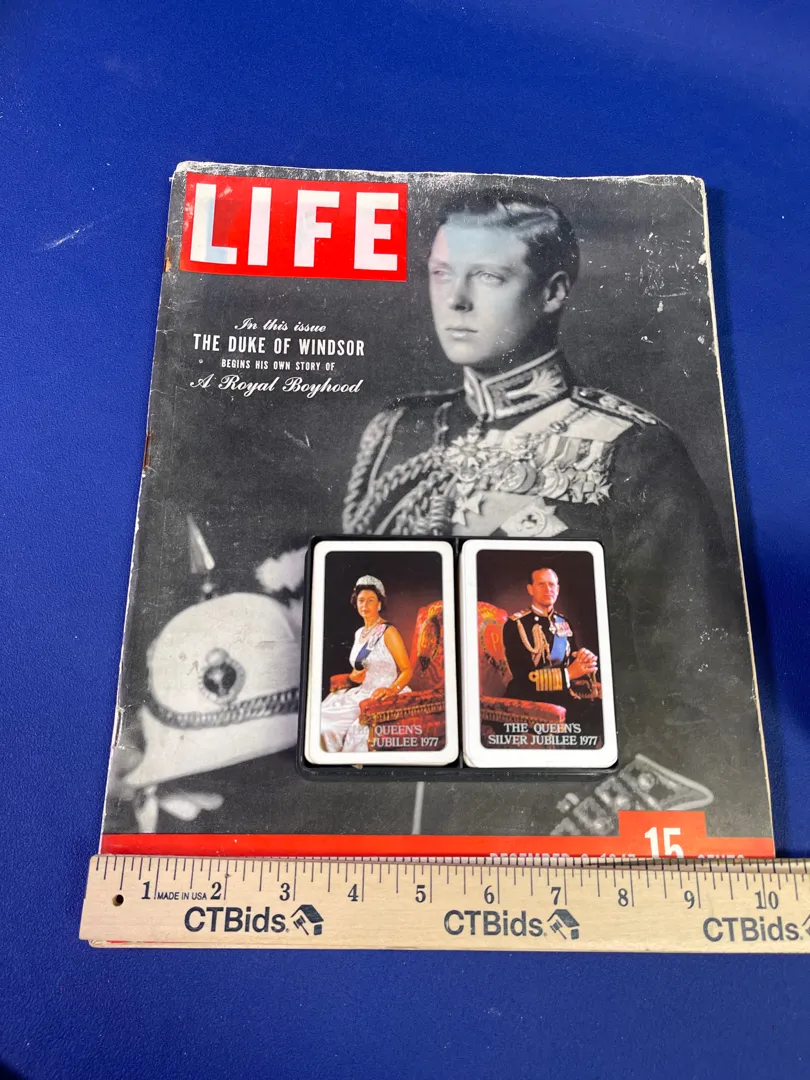 LIFE
In this issue
THE DUKE OF WINDSOR
BEGINS HIS OWN STORY OF
A Royal Boyhood
QUEEN'S
JUBILEE 1977
THE QUEEN'S
SILVER JUBILEE 1977
15
1 MADE IN USA 2 3 4 5 6 7 8 9 10
CTBids. CTBids. CTBids.